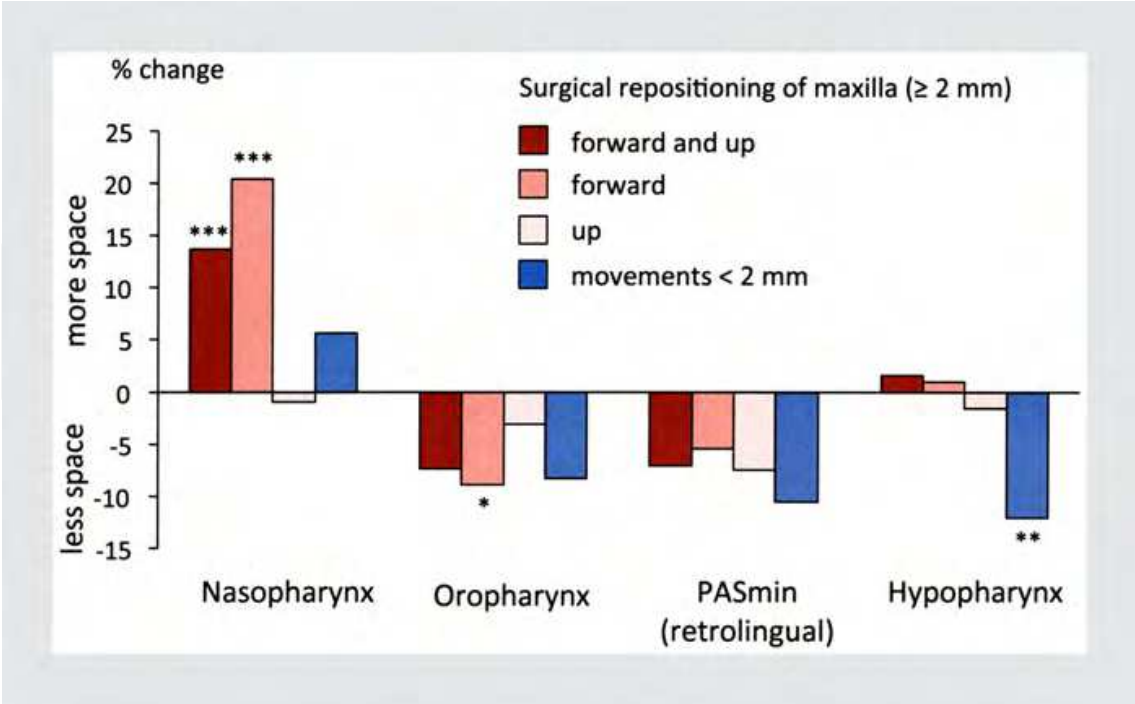 % change
Surgical repositioning of maxilla (≥ 2 mm)
forward and up
forward
up
movements < 2 mm
more space
less space
25
20
15
10
5
0
-5
-10
-15
***
***
*
**
Nasopharynx
Oropharynx
PASmin
(retrolingual)
Hypopharynx